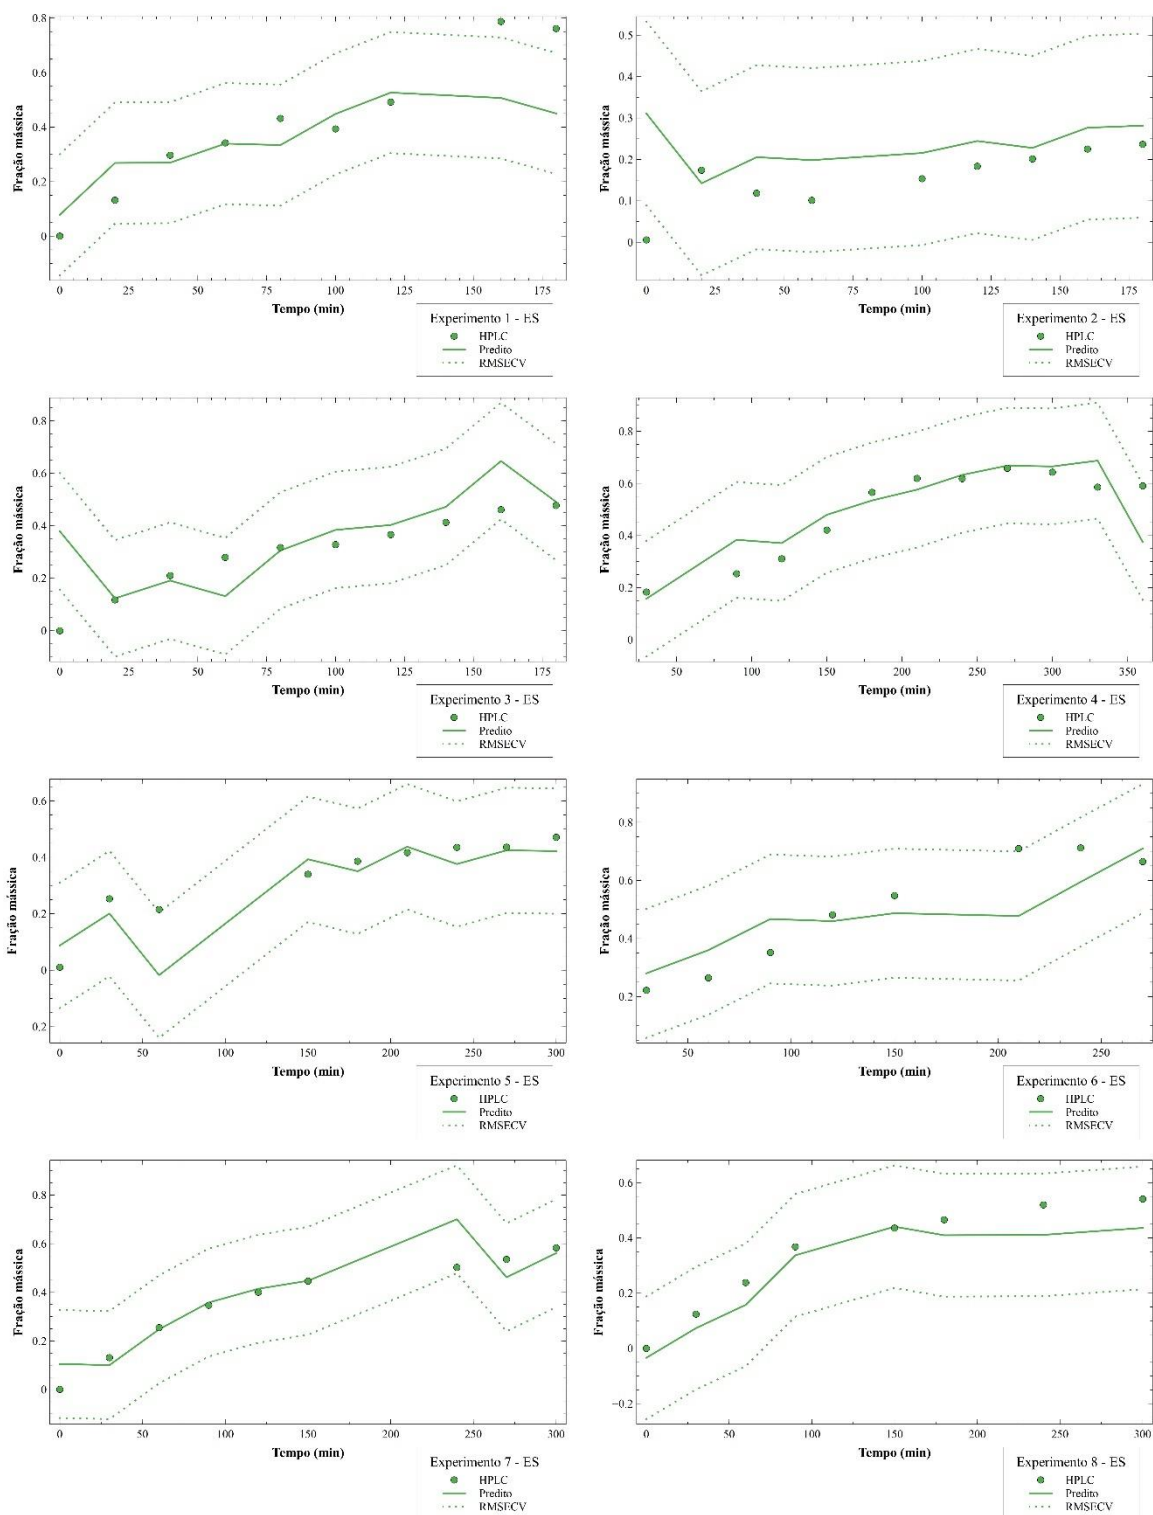 0.8
0.6
0.4
0.2
0
Fração mássica
0 25 50 75 100 125 150 175
Tempo (min)
Experimento 1 - ES
HPLC
Predito
RMSECV
0.5
0.4
0.3
0.2
0.1
0
Fração mássica
0 25 50 75 100 125 150 175
Tempo (min)
Experimento 2 - ES
HPLC
Predito
RMSECV
0.8
0.6
0.4
0.2
0
Fração mássica
0 25 50 75 100 125 150 175
Tempo (min)
Experimento 3 - ES
HPLC
Predito
RMSECV
0.8
0.6
0.4
0.2
0
Fração mássica
50 100 150 200 250 300 350
Tempo (min)
Experimento 4 - ES
HPLC
Predito
RMSECV
0.6
0.4
0.2
0
0.2
Fração mássica
0 50 100 150 200 250 300
Tempo (min)
Experimento 5 - ES
HPLC
Predito
RMSECV
0.8
0.6
0.4
0.2
Fração mássica
50 100 150 200 250
Tempo (min)
Experimento 6 - ES
HPLC
Predito
RMSECV
0.8
0.6
0.4
0.2
0
Fração mássica
0 50 100 150 200 250 300
Tempo (min)
Experimento 7 - ES
HPLC
Predito
RMSECV
0.6
0.4
0.2
0
−0.2
Fração mássica
0 50 100 150 200 250 300
Tempo (min)
Experimento 8 - ES
HPLC
Predito
RMSECV